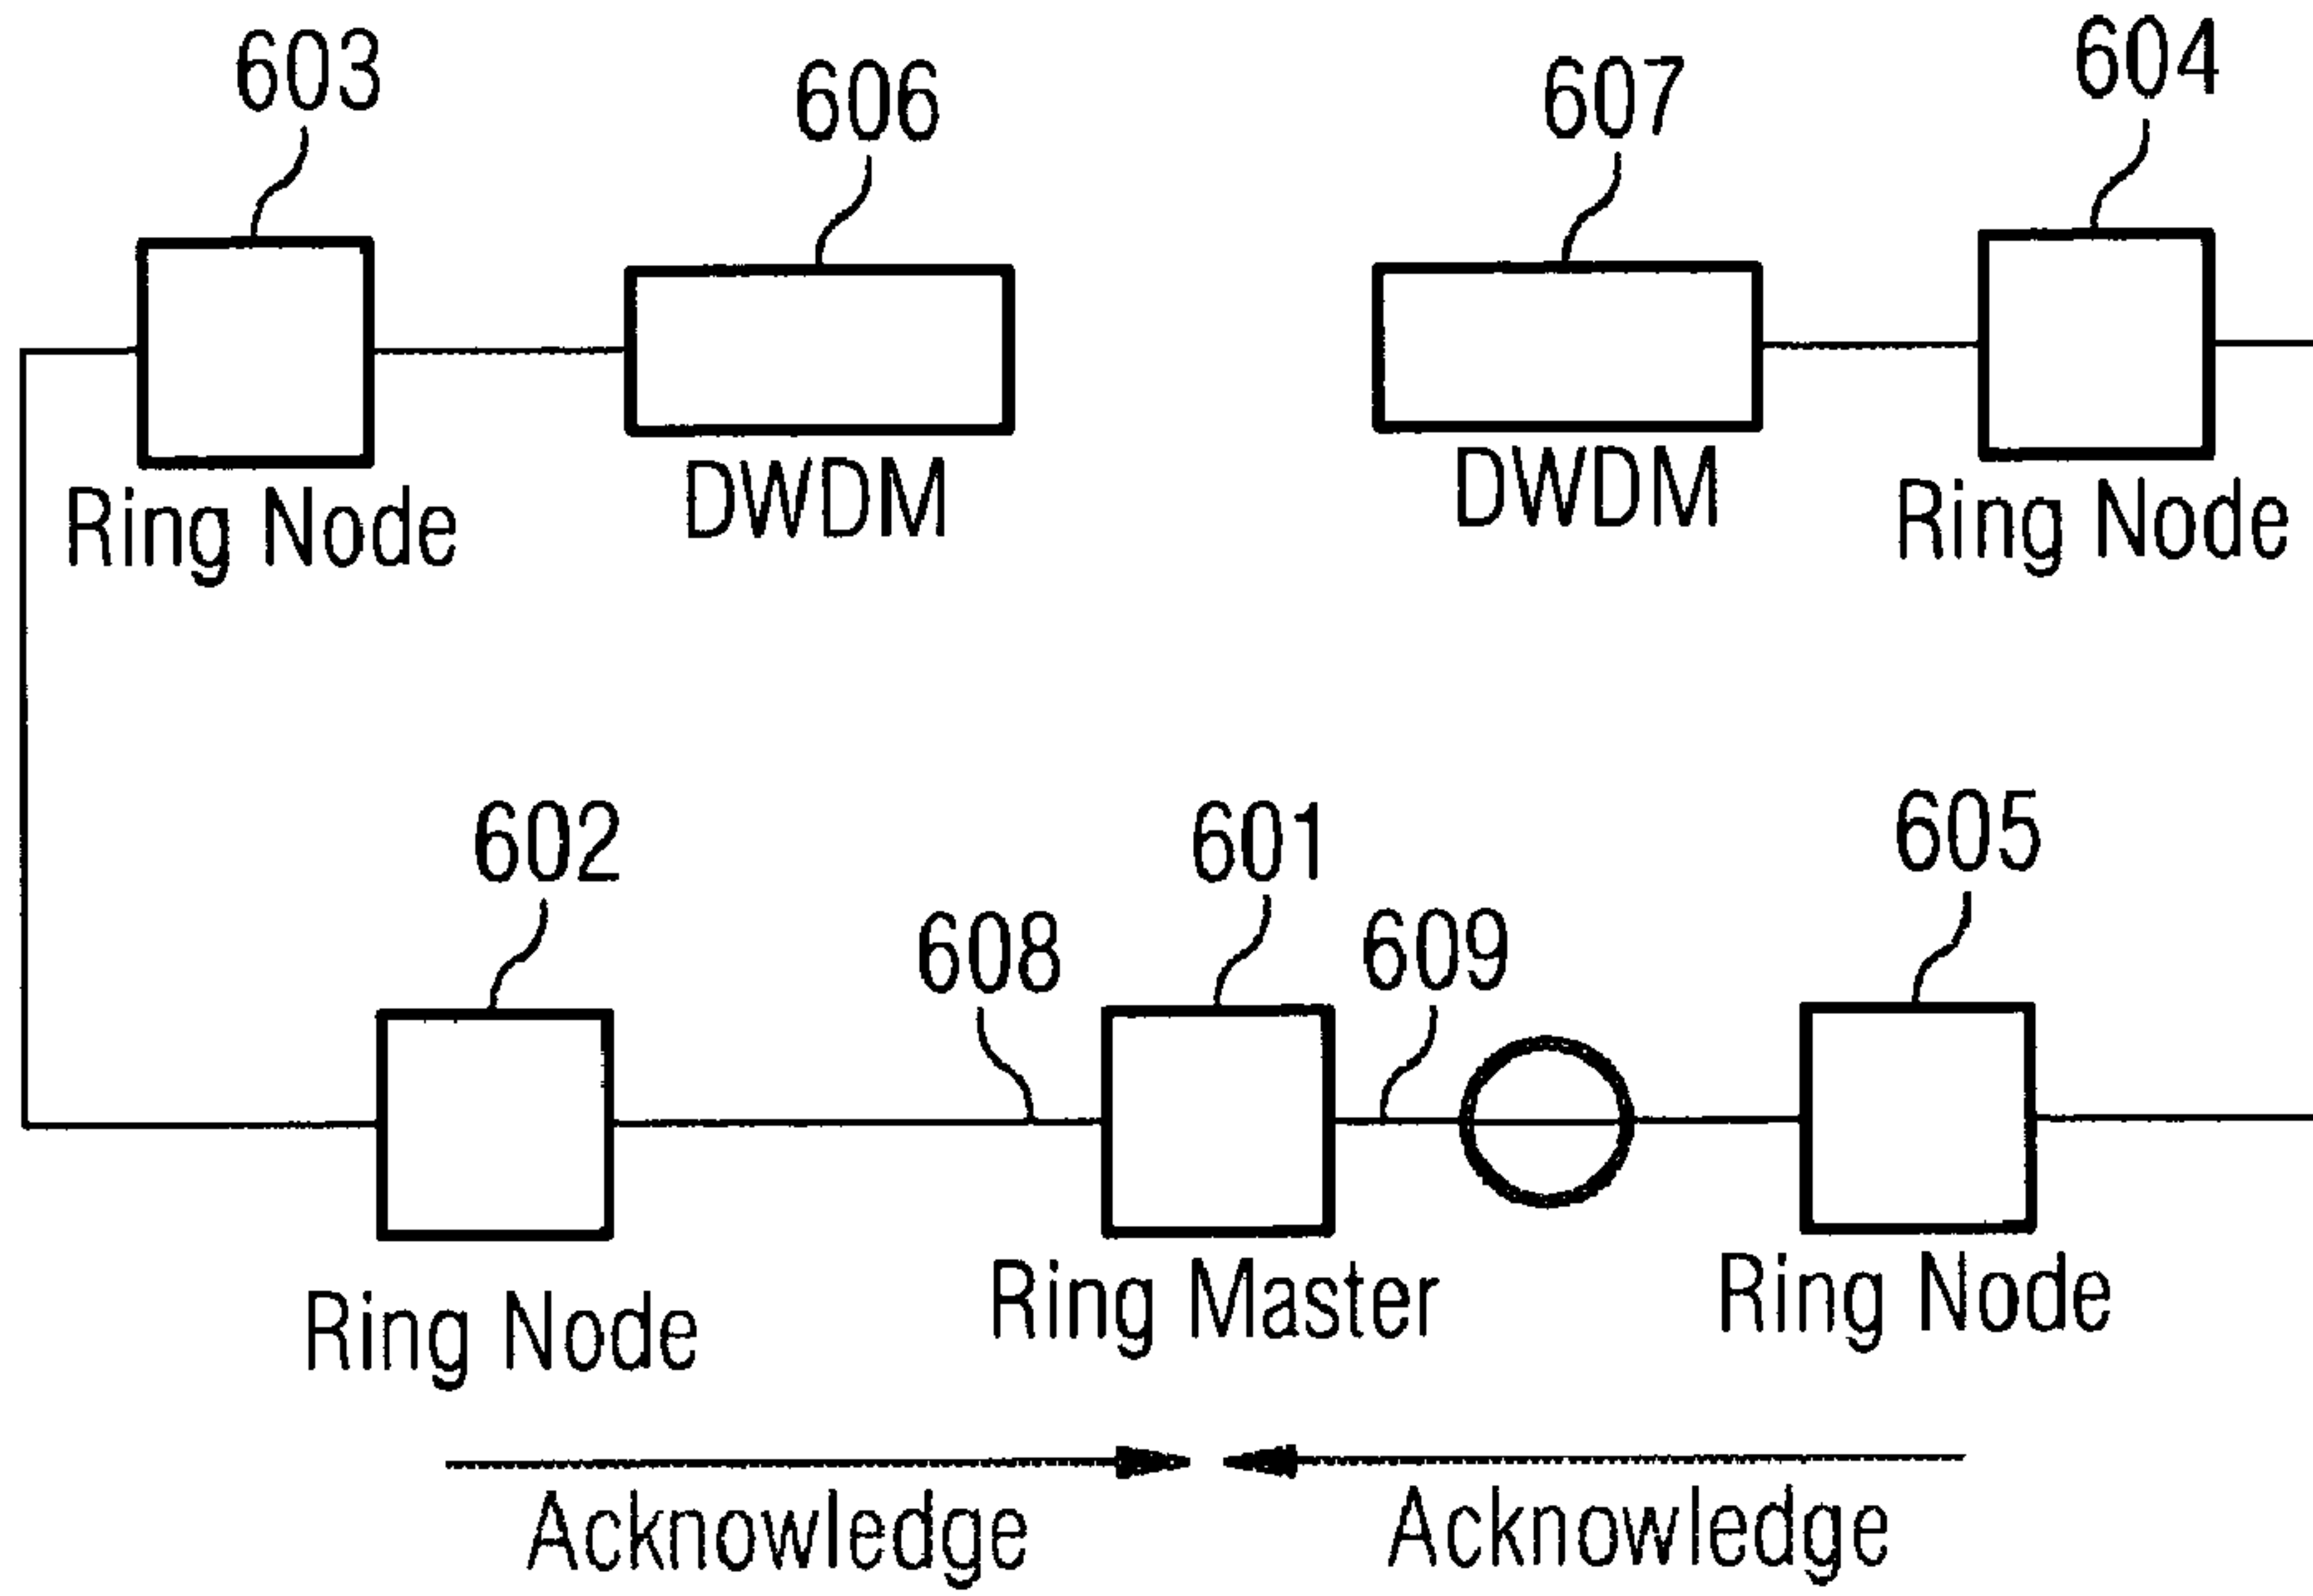 603
606
607
604
Ring Node
DWDM
DWDM
Ring Node
602
608
601
609
605
Ring Node
Ring Master
Ring Node
Acknowledge
Acknowledge